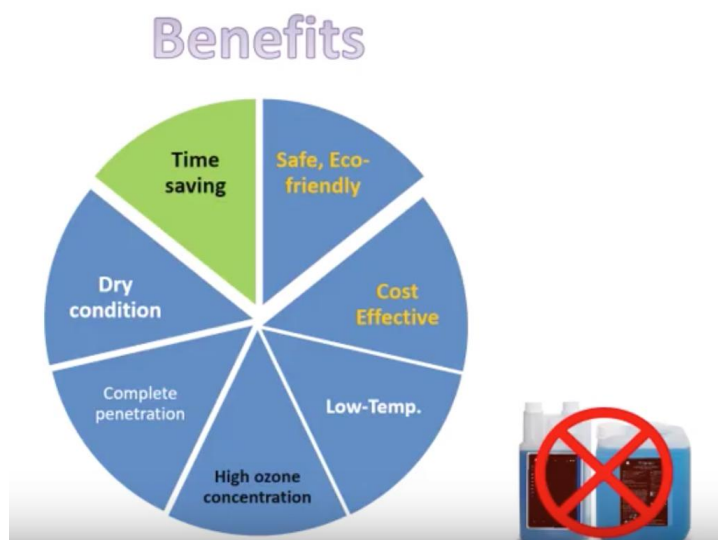 Benefits
Time
saving
Safe, Eco-
friendly
Dry
condition
Cost
Effective
Complete
penetration
Low-Temp.
High ozone
concentration